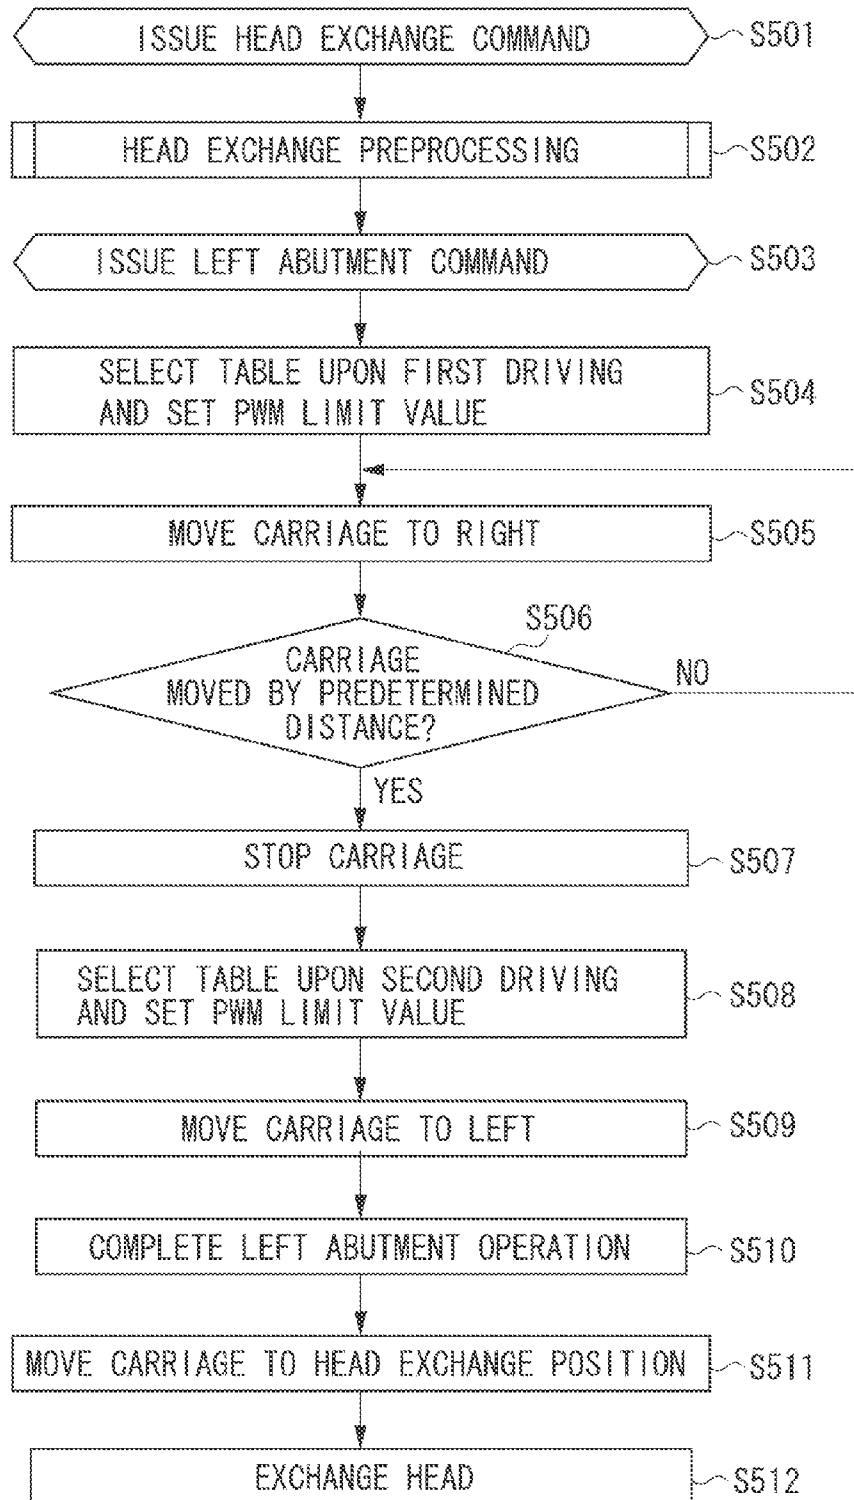 ISSUE HEAD EXCHANGE COMMAND
S501
HEAD EXCHANGE PREPROCESSING
S502
ISSUE LEFT ABUTMENT COMMAND
S503
SELECT TABLE UPON FIRST DRIVING
AND SET PWM LIMIT VALUE
S504
MOVE CARRIAGE TO RIGHT
S505
S506
CARRIAGE
MOVED BY PREDETERMINED
DISTANCE?
NO
YES
STOP CARRIAGE
S507
SELECT TABLE UPON SECOND DRIVING
AND SET PWM LIMIT VALUE
S508
MOVE CARRIAGE TO LEFT
S509
COMPLETE LEFT ABUTMENT OPERATION
S510
MOVE CARRIAGE TO HEAD EXCHANGE POSITION
S511
EXCHANGE HEAD
S512